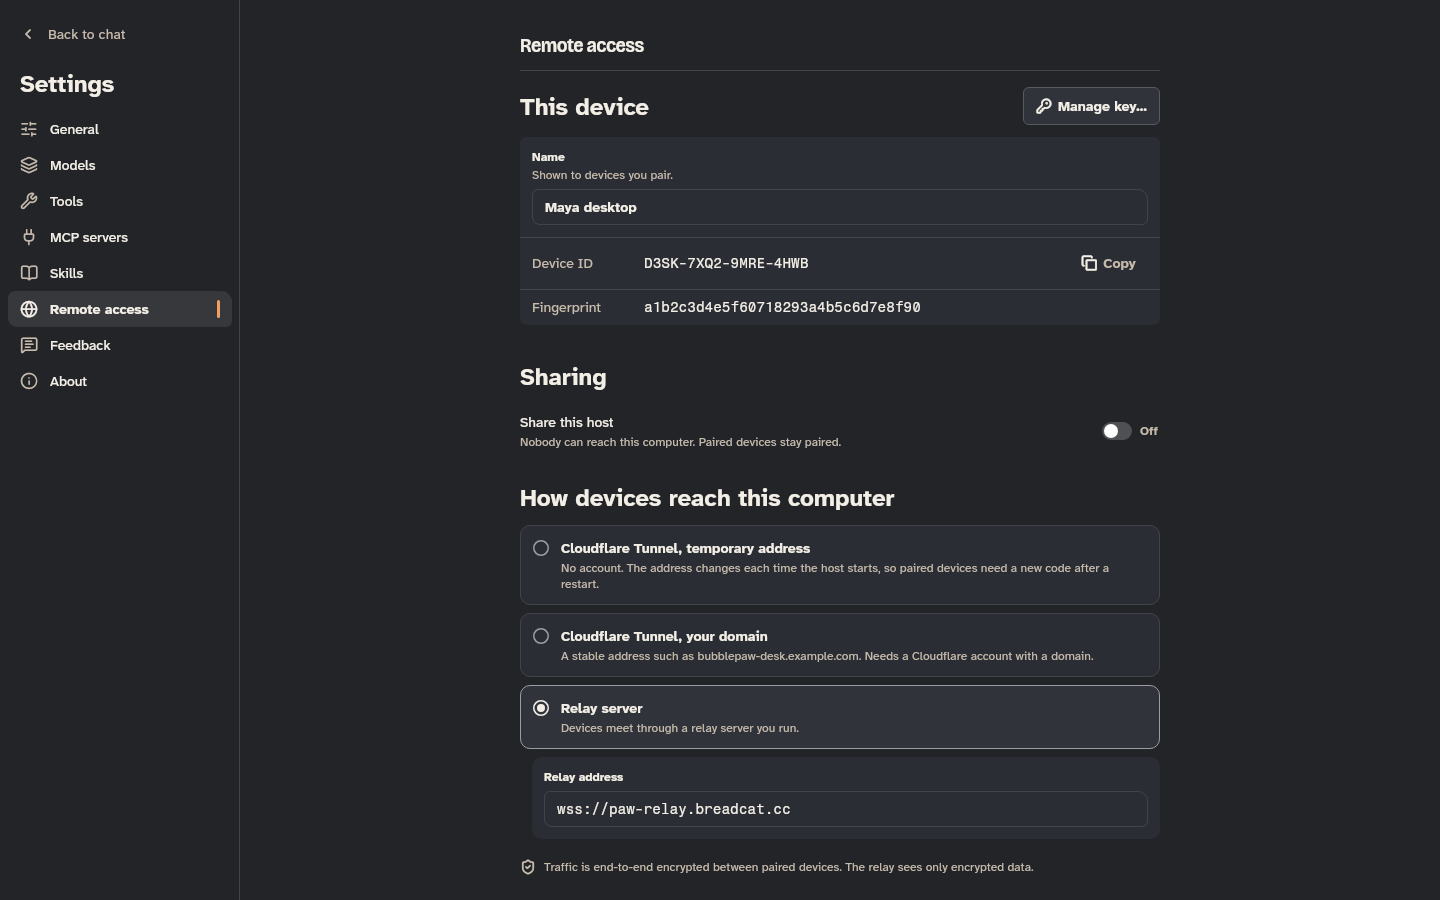 Back to chat
Settings
General
Models
Tools
MCP servers
Skills
Remote access
Feedback
About
Remote access
This device
Manage key...
Name
Shown to devices you pair.
Maya desktop
Device ID
D3SK-7XQ2-9MRE-4HWB
Copy
Fingerprint
a1b2c3d4e5f60718293a4b5c6d7e8f90
Sharing
Share this host
Nobody can reach this computer. Paired devices stay paired.
Off
How devices reach this computer
Cloudflare Tunnel, temporary address
No account. The address changes each time the host starts, so paired devices need a new code after a
restart.
Cloudflare Tunnel, your domain
A stable address such as bubblepaw-desk.example.com. Needs a Cloudflare account with a domain.
Relay server
Devices meet through a relay server you run.
Relay address
wss://paw-relay.breadcat.cc
Traffic is end-to-end encrypted between paired devices. The relay sees only encrypted data.